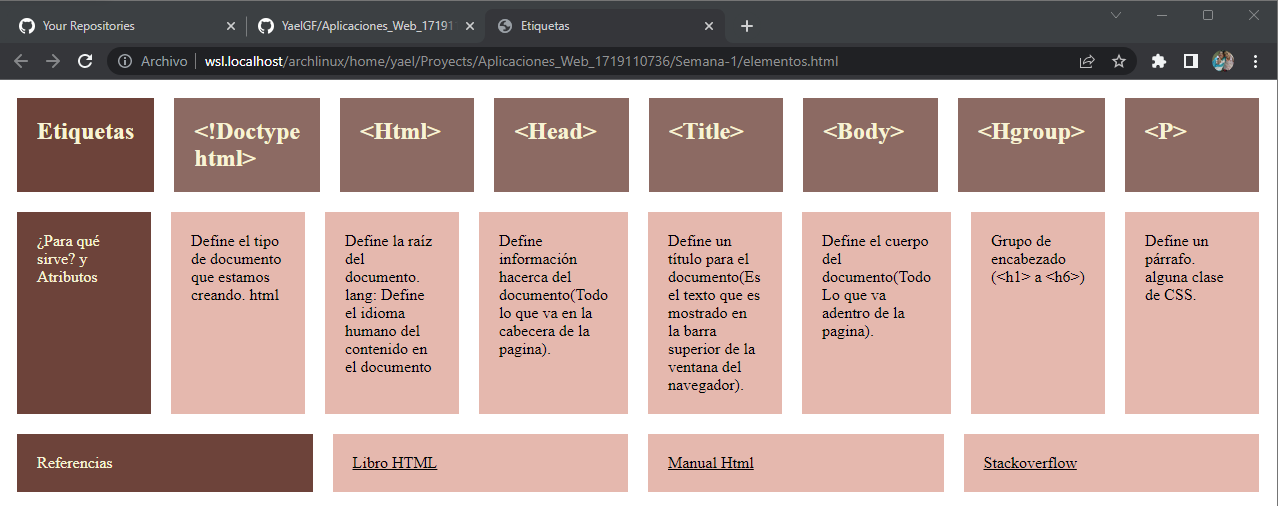 Your Repositories
YaelGF/Aplicaciones_Web_17191
Etiquetas
Archivo
wsl.localhost/archlinux/home/yael/Proyects/Aplicaciones_Web_1719110736/Semana-1/elementos.html
Etiquetas
<!Doctype
html>
<Html>
<Head>
<Title>
<Body>
<Hgroup>
<P>
¿Para qué
sirve? y
Atributos
Define el tipo
de documento
que estamos
creando. html
Define la raíz
del
documento.
lang: Define
el idioma
humano del
contenido en
el documento
Define
información
hacerca del
documento(Todo
lo que va en la
cabecera de la
pagina).
Define un
título para el
documento(Es
el texto que es
mostrado en
la barra
superior de la
ventana del
navegador).
Define el cuerpo
del
documento(Todo
Lo que va
adentro de la
pagina).
Grupo de
encabezado
(<h1> a <h6>)
Define un
párrafo.
alguna clase
de CSS.
Referencias
Libro HTML
Manual Html
Stackoverflow